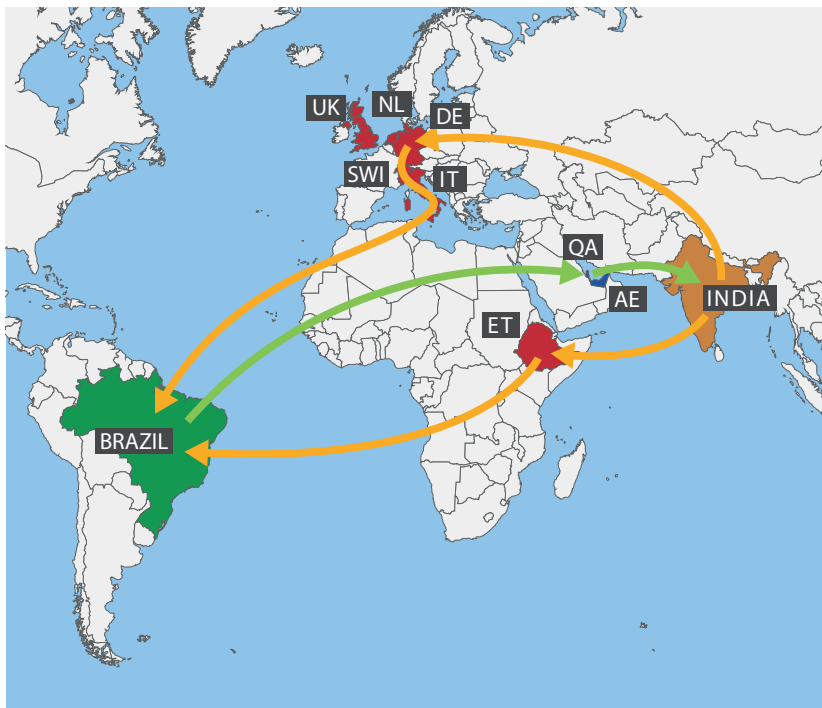 NL
UK
DE
SWI
IT
QA
AE
INDIA
ET
BRAZIL